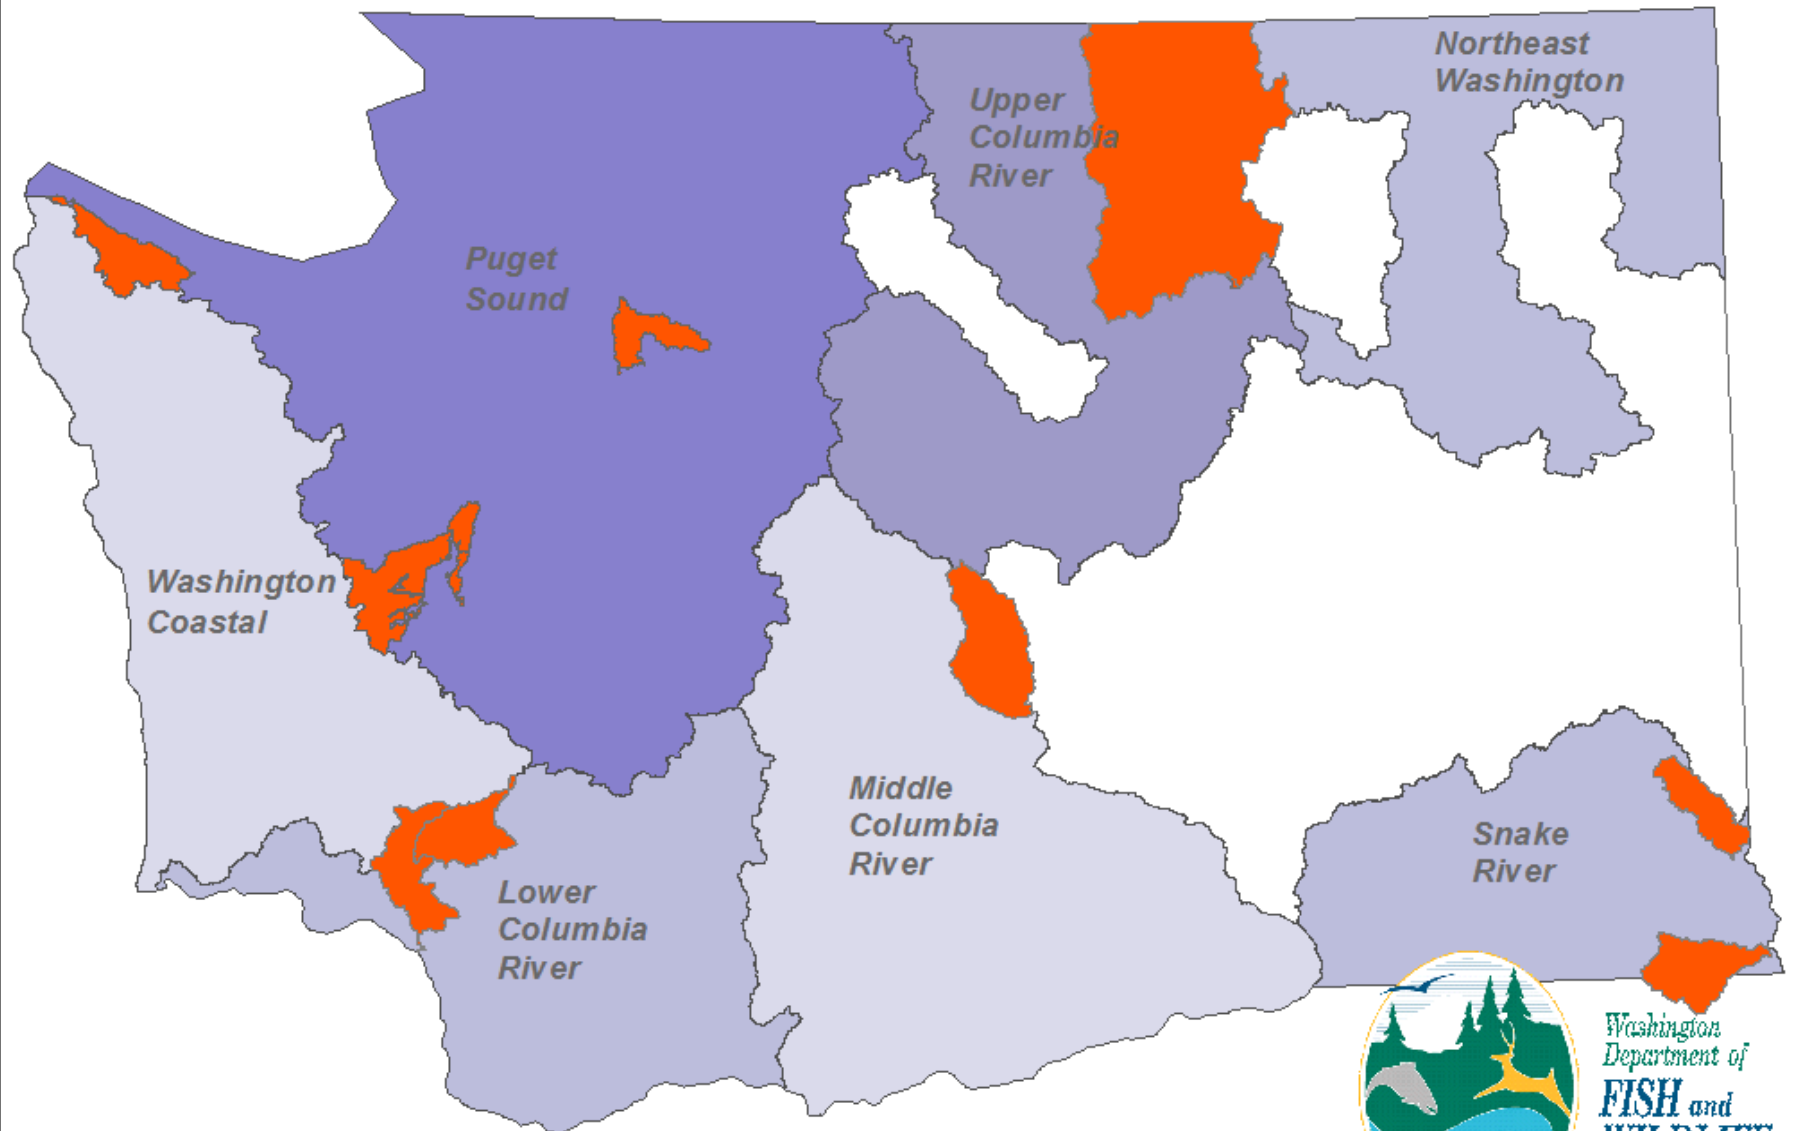 Northeast
Washington
Upper
Columbia
River
Puget
Sound
Washington
Coastal
Middle
Columbia
River
Snake
River
Lower
Columbia
River
Washington
Department of
FISH and
WILDLIFE